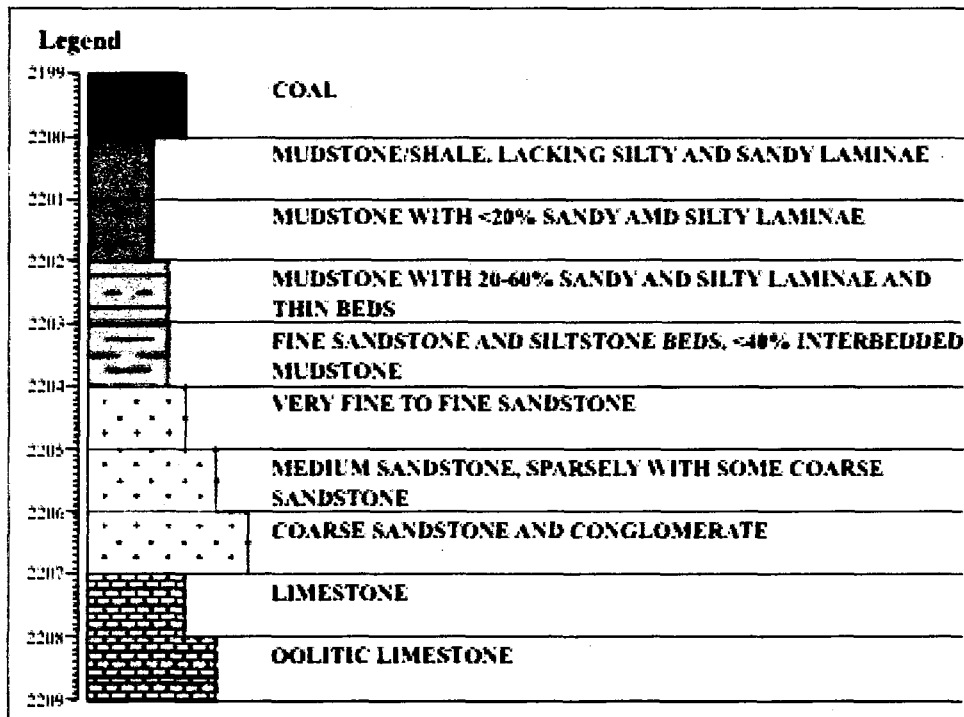 Legend
2199
COAL
2200
MUDSTONE/SHALE, LACKING SILTY AND SANDY LAMINAE
2201
MUDSTONE WITH <20% SANDY AMD SILTY LAMINAE
2202
MUDSTONE WITH 20-60% SANDY AND SILTY LAMINAE AND
THIN BEDS
2203
FINE SANDSTONE AND SILTSTONE BEDS, <40% INTERBEDDED
MUDSTONE
2204
VERY FINE TO FINE SANDSTONE
2205
MEDIUM SANDSTONE, SPARSELY WITH SOME COARSE
SANDSTONE
2206
COARSE SANDSTONE AND CONGLOMERATE
2207
LIMESTONE
2208
OOLITIC LIMESTONE
2209